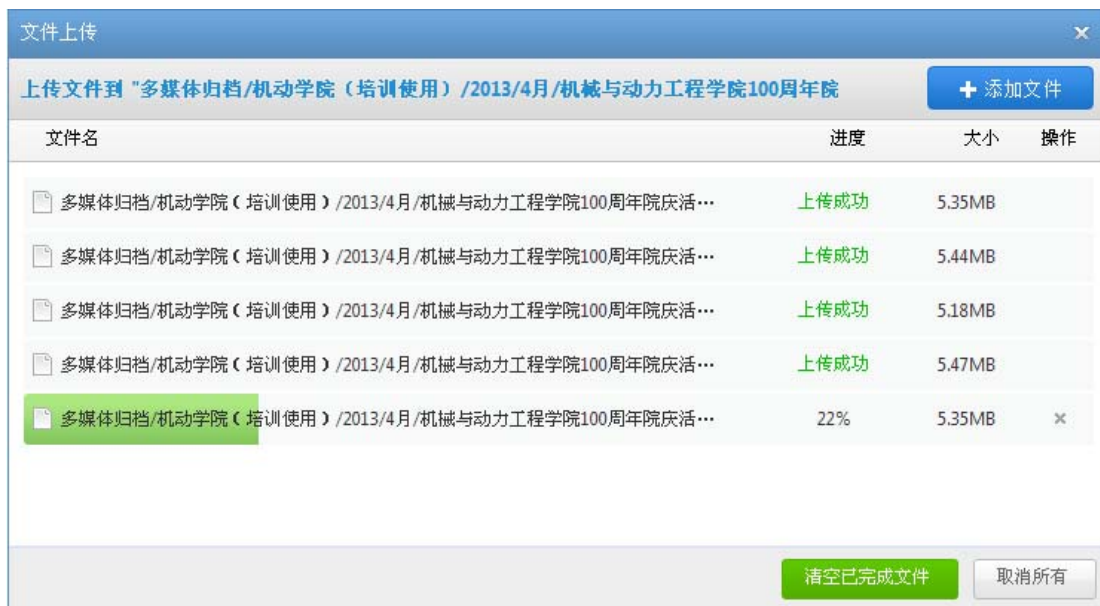 文件上传
上传文件到 "多媒体归档/机动学院（培训使用）/2013/4月/机械与动力工程学院100周年院
添加文件
文件名 进度 大小 操作
多媒体归档/机动学院（培训使用）/2013/4月/机械与动力工程学院100周年院庆活… 上传成功 5.35MB
多媒体归档/机动学院（培训使用）/2013/4月/机械与动力工程学院100周年院庆活… 上传成功 5.44MB
多媒体归档/机动学院（培训使用）/2013/4月/机械与动力工程学院100周年院庆活… 上传成功 5.18MB
多媒体归档/机动学院（培训使用）/2013/4月/机械与动力工程学院100周年院庆活… 上传成功 5.47MB
多媒体归档/机动学院（培训使用）/2013/4月/机械与动力工程学院100周年院庆活… 22% 5.35MB
清空已完成文件 取消所有